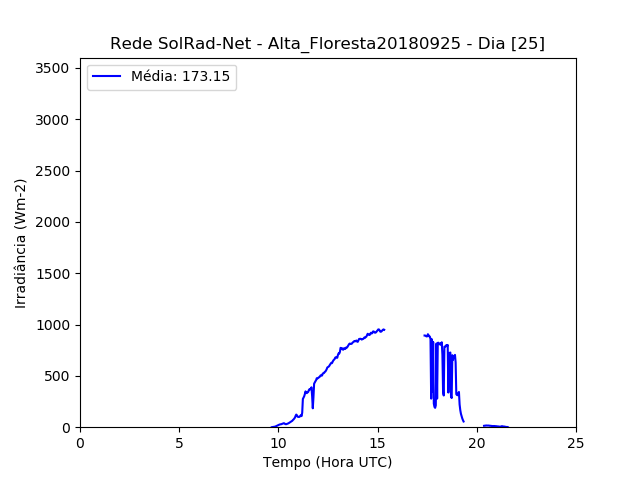 Rede SolRad-Net - Alta_Floresta20180925 - Dia [25]
Média: 173.15
3500
3000
2500
2000
1500
1000
500
0
Irradiância (Wm-2)
0 5 10 15 20 25
Tempo (Hora UTC)